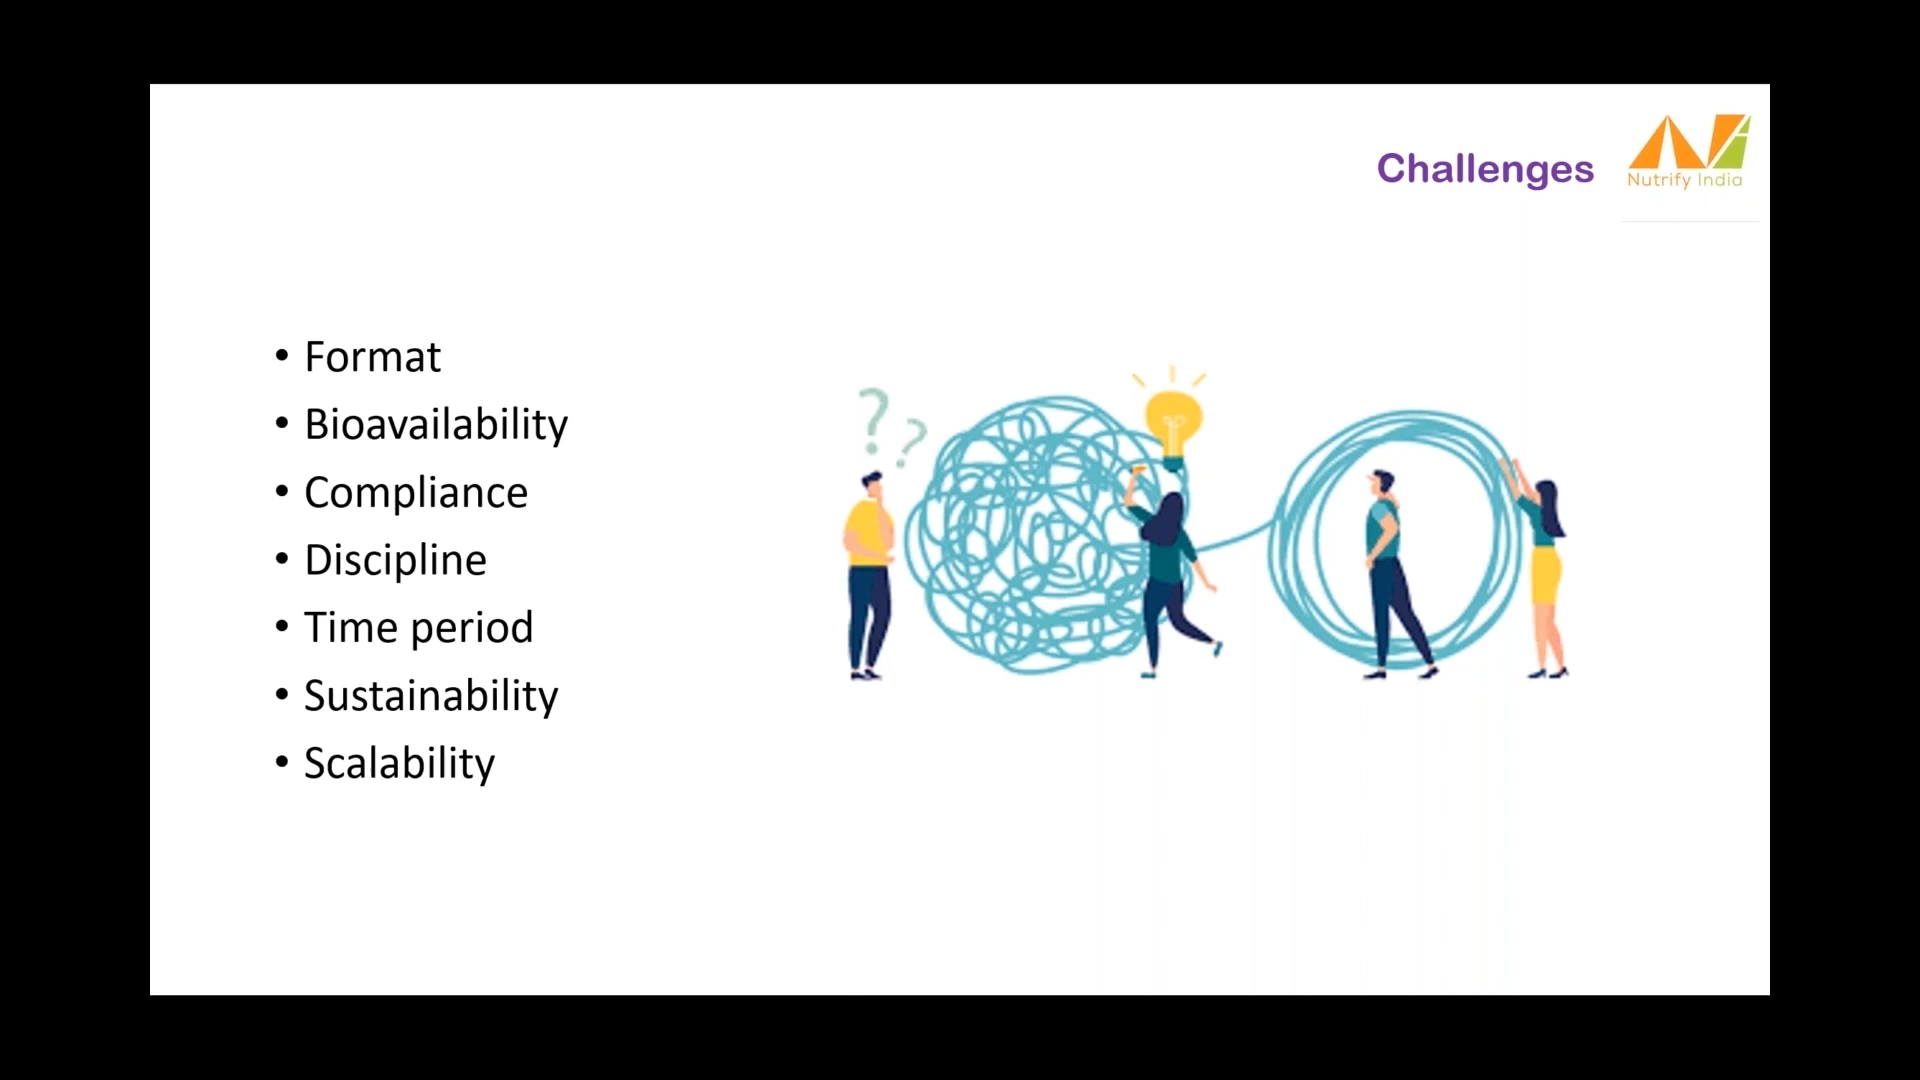 Challenges
Nutrify India
• Format
• Bioavailability
• Compliance
• Discipline
• Time period
• Sustainability
• Scalability
? ?